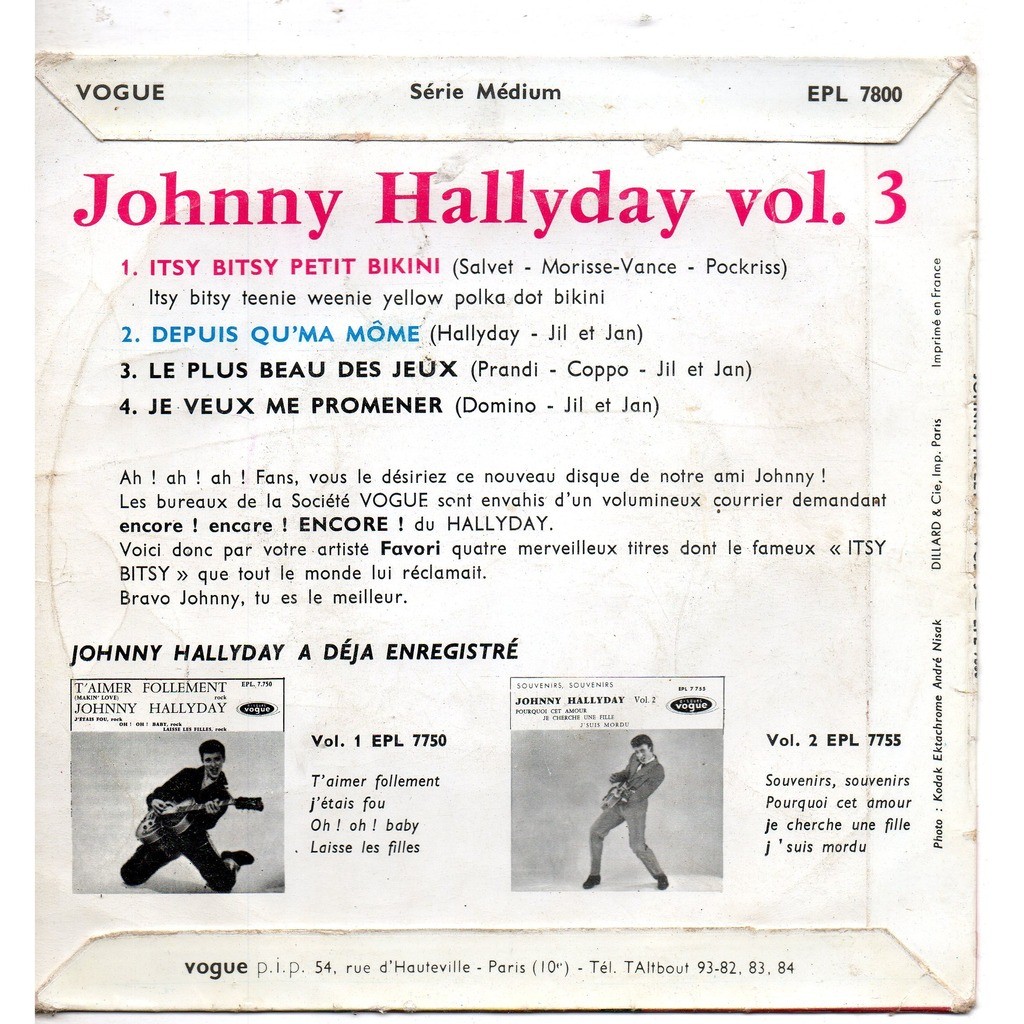 VOGUE Série Médium EPL 7800
Johnny Hallyday vol. 3
1. ITSY BITSY PETIT BIKINI (Salvet - Morisse-Vance - Pockriss)
Itsy bitsy teenie weenie yellow polka dot bikini
2. DEPUIS QU'MA MÔME (Hallyday - Jil et Jan)
3. LE PLUS BEAU DES JEUX (Prandi - Coppo - Jil et Jan)
4. JE VEUX ME PROMENER (Domino - Jil et Jan)
Ah ! ah ! ah ! Fans, vous le désiriez ce nouveau disque de notre ami Johnny !
Les bureaux de la Société VOGUE sont envahis d'un volumineux courrier demandant
encore ! encore ! ENCORE ! du HALLYDAY.
Voici donc par votre artiste Favori quatre merveilleux titres dont le fameux « ITSY
BITSY » que tout le monde lui réclamait.
Bravo Johnny, tu es le meilleur.
JOHNNY HALLYDAY A DÉJA ENREGISTRÉ
T'AIMER FOLLEMENT EPL. 7.750
(MAKIN' LOVE) rock
JOHNNY HALLYDAY vogue
J'ÉTAIS FOU, rock
OH ! OH ! BABY, rock
LAISSE LES FILLES, rock
Vol. 1 EPL 7750
T'aimer follement
j'étais fou
Oh ! oh ! baby
Laisse les filles
SOUVENIRS, SOUVENIRS EPL 7 755
JOHNNY HALLYDAY Vol. 2 vogue
POURQUOI CET AMOUR
JE CHERCHE UNE FILLE
J'SUIS MORDU
Vol. 2 EPL 7755
Souvenirs, souvenirs
Pourquoi cet amour
je cherche une fille
j 'suis mordu
Photo : Kodak Ektachrome André Nisak DILLARD & Cie, Imp. Paris Imprimé en France
vogue p.i.p. 54, rue d'Hauteville - Paris (10e) - Tél. TAItbout 93-82, 83, 84